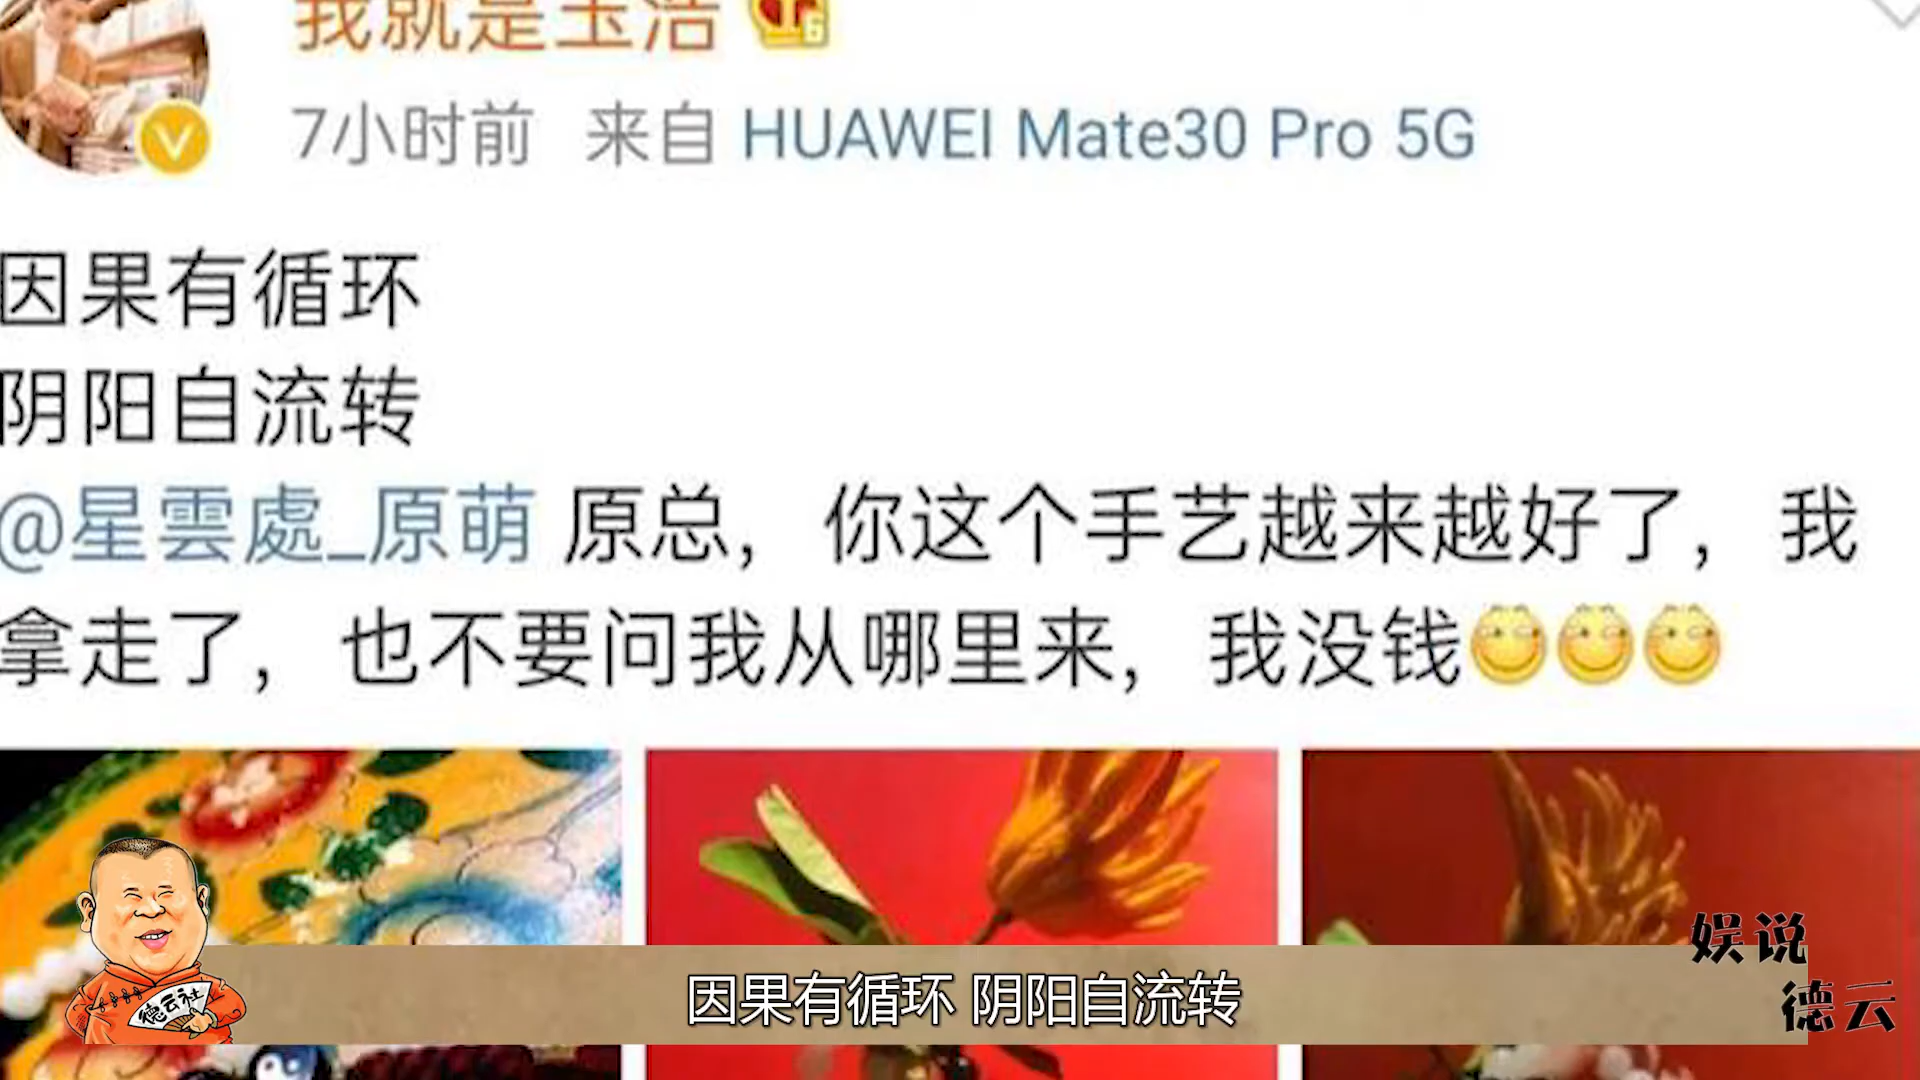 我就是玉浩
7小时前 来自 HUAWEI Mate30 Pro 5G
因果有循环
阴阳自流转
@星雲處_原萌 原总，你这个手艺越来越好了，我
拿走了，也不要问我从哪里来，我没钱
德云社
因果有循环 阴阳自流转
娱说
德云